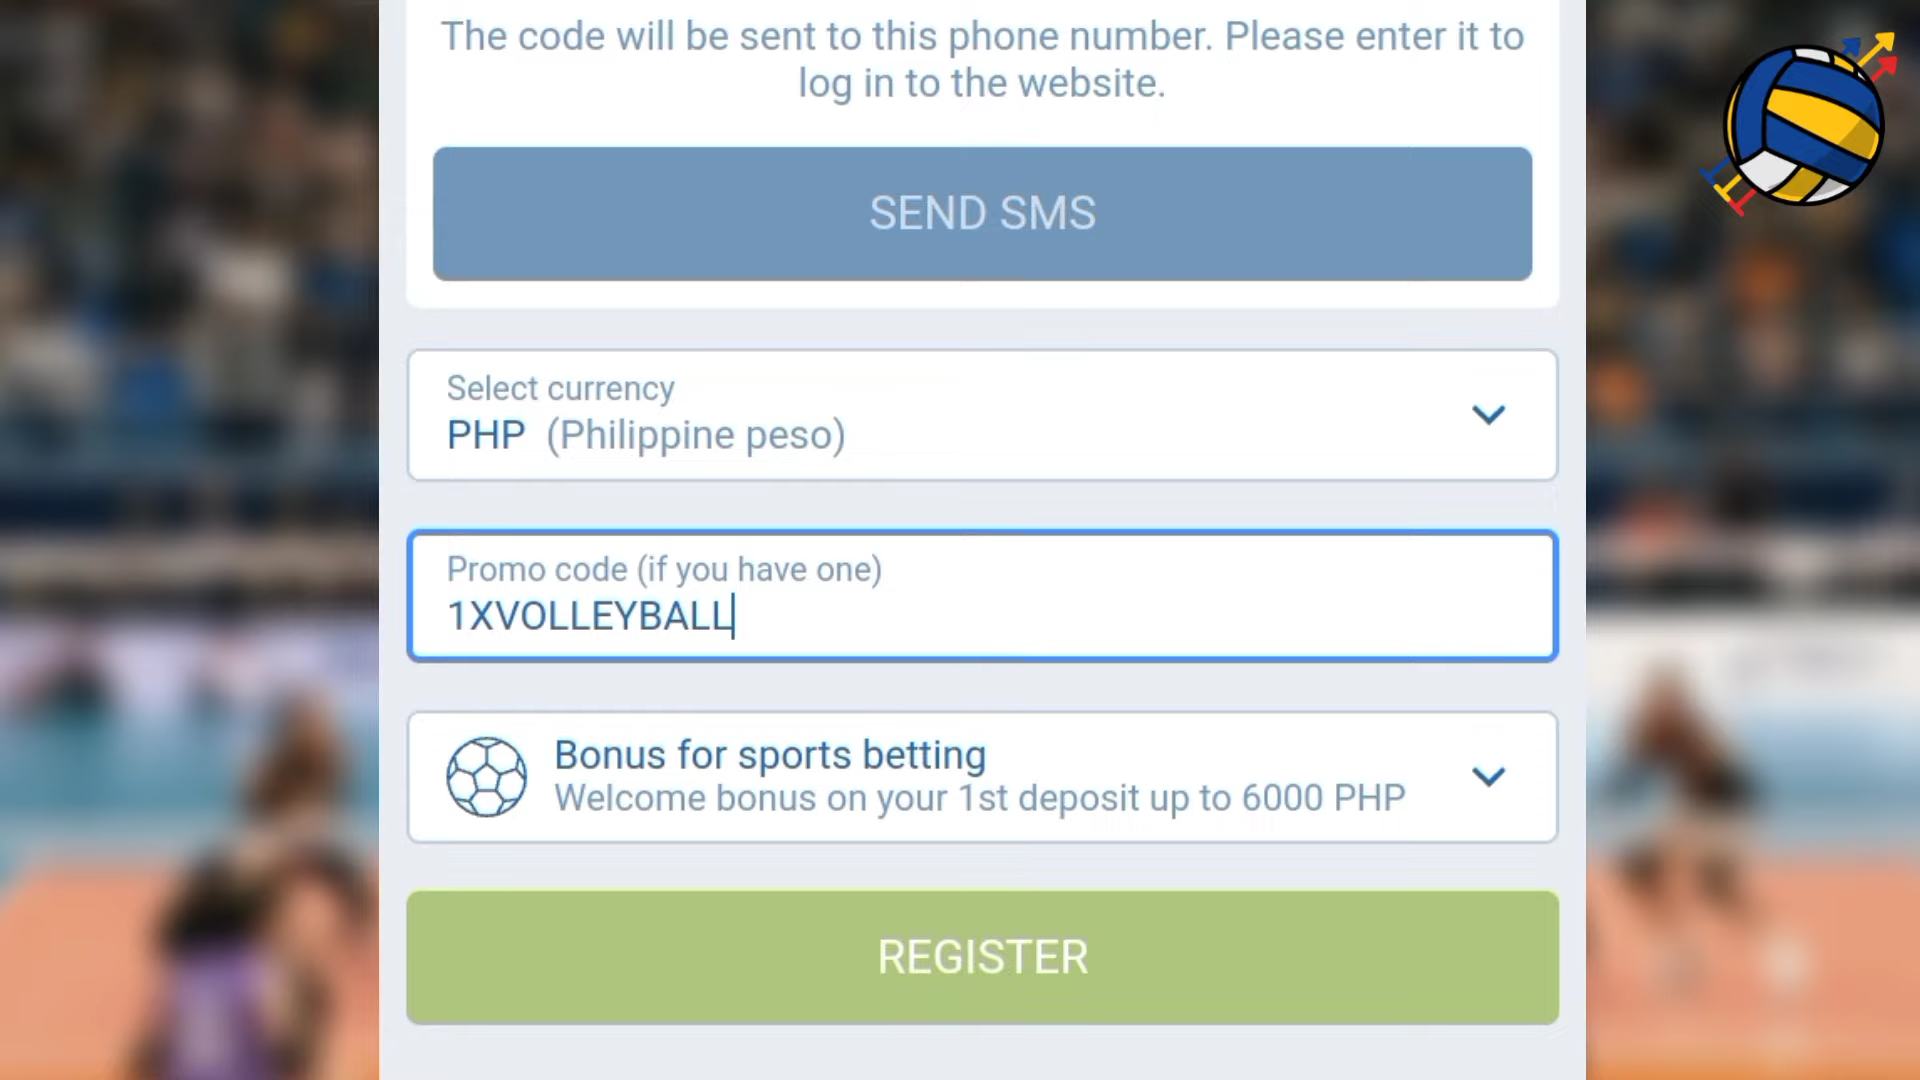 The code will be sent to this phone number. Please enter it to
log in to the website.
SEND SMS
Select currency
PHP (Philippine peso)
Promo code (if you have one)
1XVOLLEYBALL
Bonus for sports betting
Welcome bonus on your 1st deposit up to 6000 PHP
REGISTER